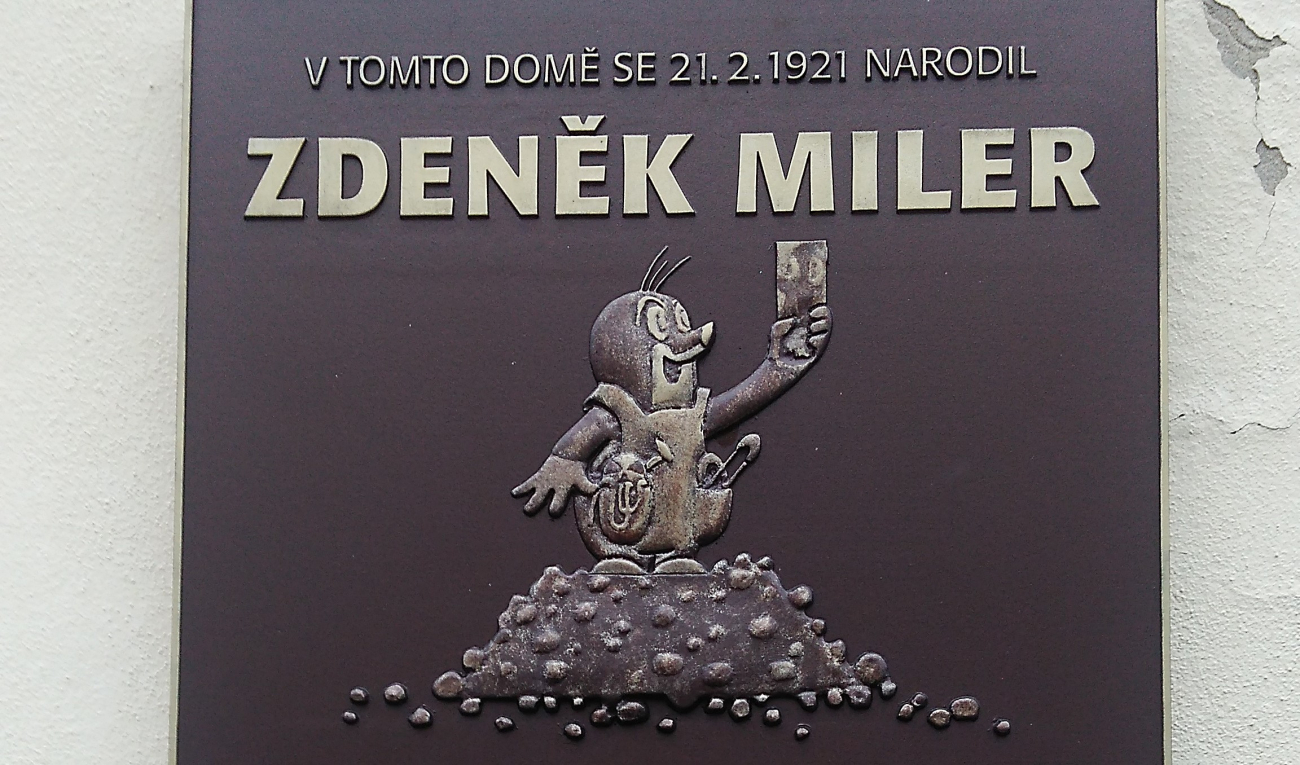 V TOMTO DOMĚ SE 21. 2. 1921 NARODIL
ZDENĚK MILER